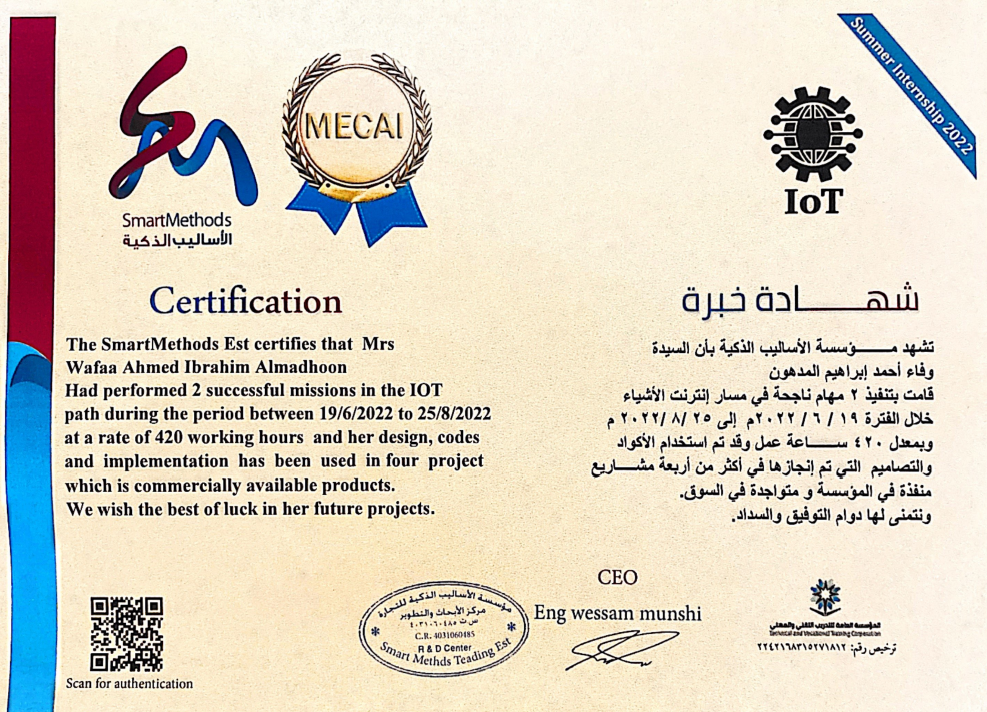 Summer Internship 2022
SmartMethods
الأساليب الذكية
MECAI
IoT
Certification
The SmartMethods Est certifies that Mrs
Wafaa Ahmed Ibrahim Almadhoon
Had performed 2 successful missions in the IOT
path during the period between 19/6/2022 to 25/8/2022
at a rate of 420 working hours and her design, codes
and implementation has been used in four project
which is commercially available products.
We wish the best of luck in her future projects.
شهـــادة خبرة
تشهد مـــؤسسة الأساليب الذكية بأن السيدة
وفاء أحمد إبراهيم المدهون
قامت بتنفيذ ٢ مهام ناجحة في مسار إنترنت الأشياء
خلال الفترة ١٩ / ٦ / ٢٠٢٢م إلى ٢٥ /٨ /٢٠٢٢ م
وبمعدل ٤٢٠ ســـاعة عمل وقد تم استخدام الأكواد
والتصاميم التي تم إنجازها في أكثر من أربعة مشـــاريع
منفذة في المؤسسة و متواجدة في السوق.
ونتمنى لها دوام التوفيق والسداد.
Scan for authentication
مؤسسة الأساليب الذكية للتجارة
مركز الأبحاث والتطوير
س ت ٤٠٣١٠٦٠٤٨٥
C.R. 4031060485
R & D Center
Smart Methds Teading Est
CEO
Eng wessam munshi
المؤسسة العامة للتدريب التقني والمهني
Technical and Vocational Training Corporation
ترخيص رقم: ٢٢٤٢١٦٨٣١٥٢٧١٨١٢